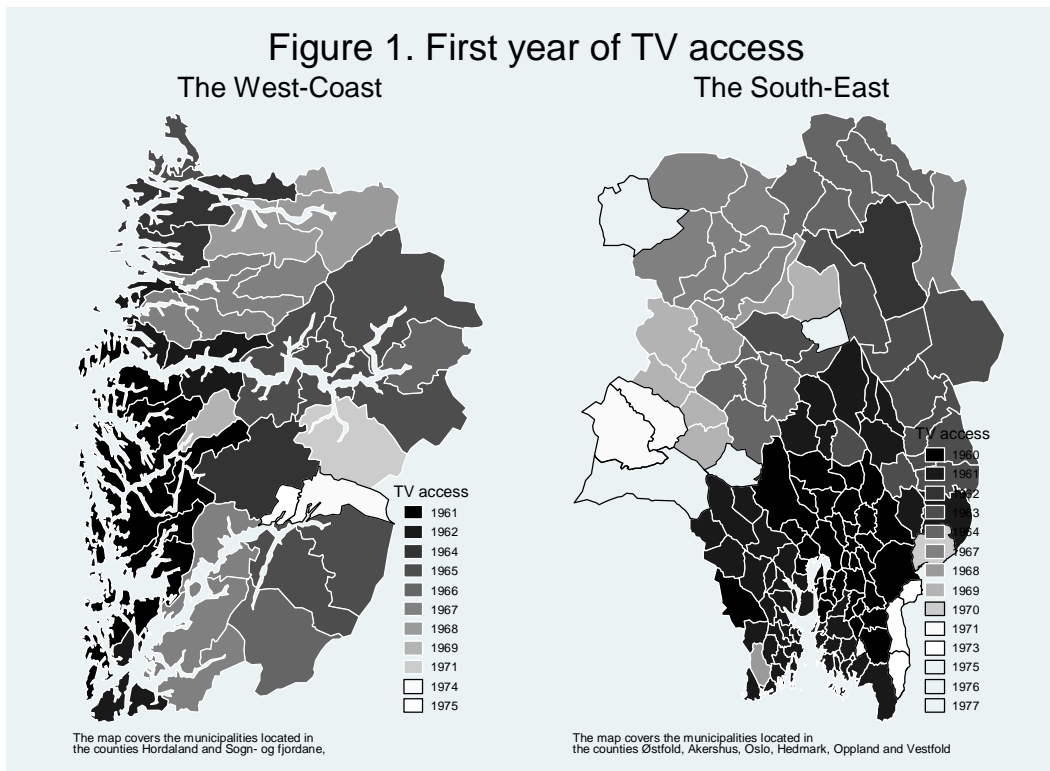 Figure 1. First year of TV access
The West-Coast
The South-East
TV access
1961
1962
1964
1965
1966
1967
1968
1969
1971
1974
1975
The map covers the municipalities located in
the counties Hordaland and Sogn- og fjordane,
TV access
1960
1961
1962
1963
1964
1967
1968
1969
1970
1971
1973
1975
1976
1977
The map covers the municipalities located in
the counties Østfold, Akershus, Oslo, Hedmark, Oppland and Vestfold